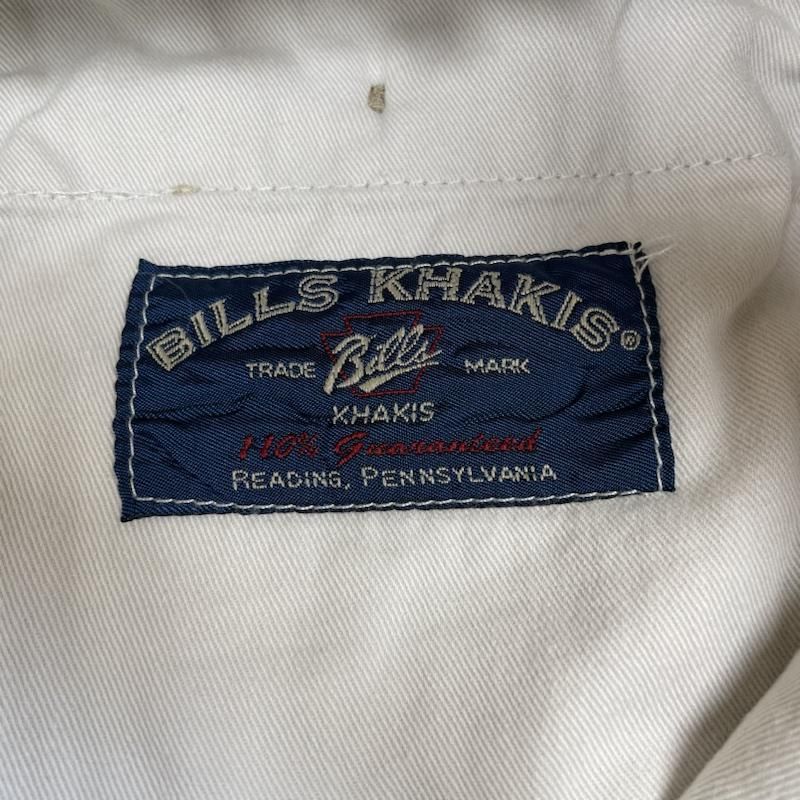 BILLS KHAKIS®
TRADE Bills MARK
KHAKIS
110% Guaranteed
READING, PENNSYLVANIA